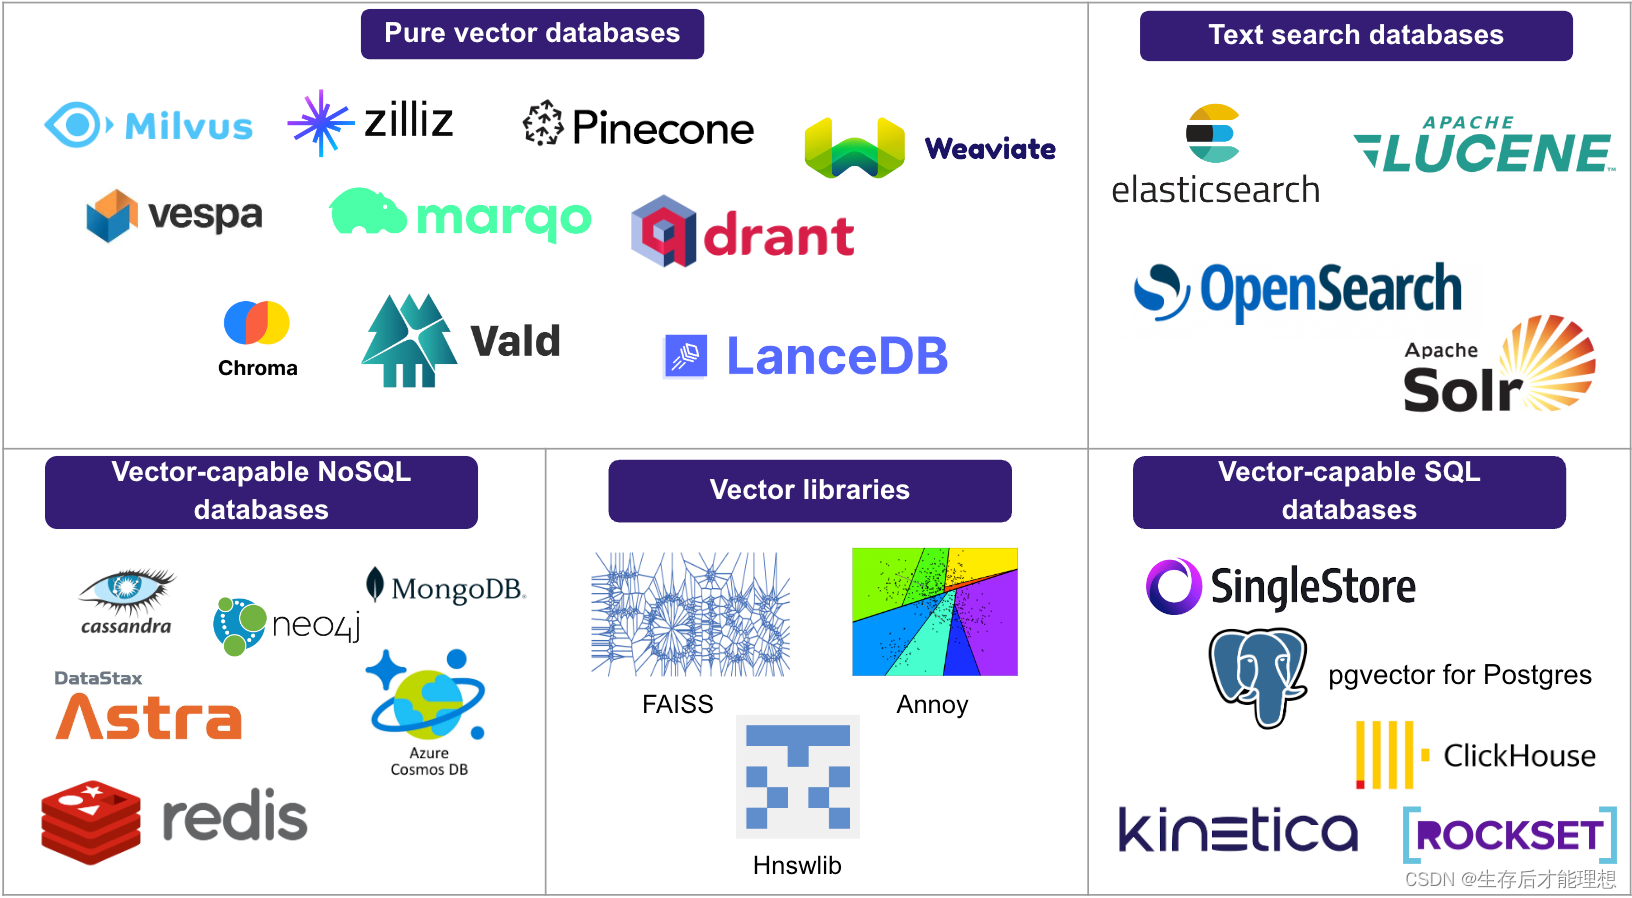 Pure vector databases
Milvus
zilliz
Pinecone
Weaviate
vespa
marqo
qdrant
Chroma
Vald
LanceDB
Text search databases
elasticsearch
APACHE
LUCENE™
OpenSearch
Apache
Solr
Vector-capable NoSQL
databases
cassandra
neo4j
MongoDB®
DataStax
Astra
Azure
Cosmos DB
redis
Vector libraries
Faiss
FAISS
Annoy
Hnswlib
Vector-capable SQL
databases
SingleStore
pgvector for Postgres
ClickHouse
kinetica
[ROCKSET]
CSDN @生存后才能理想